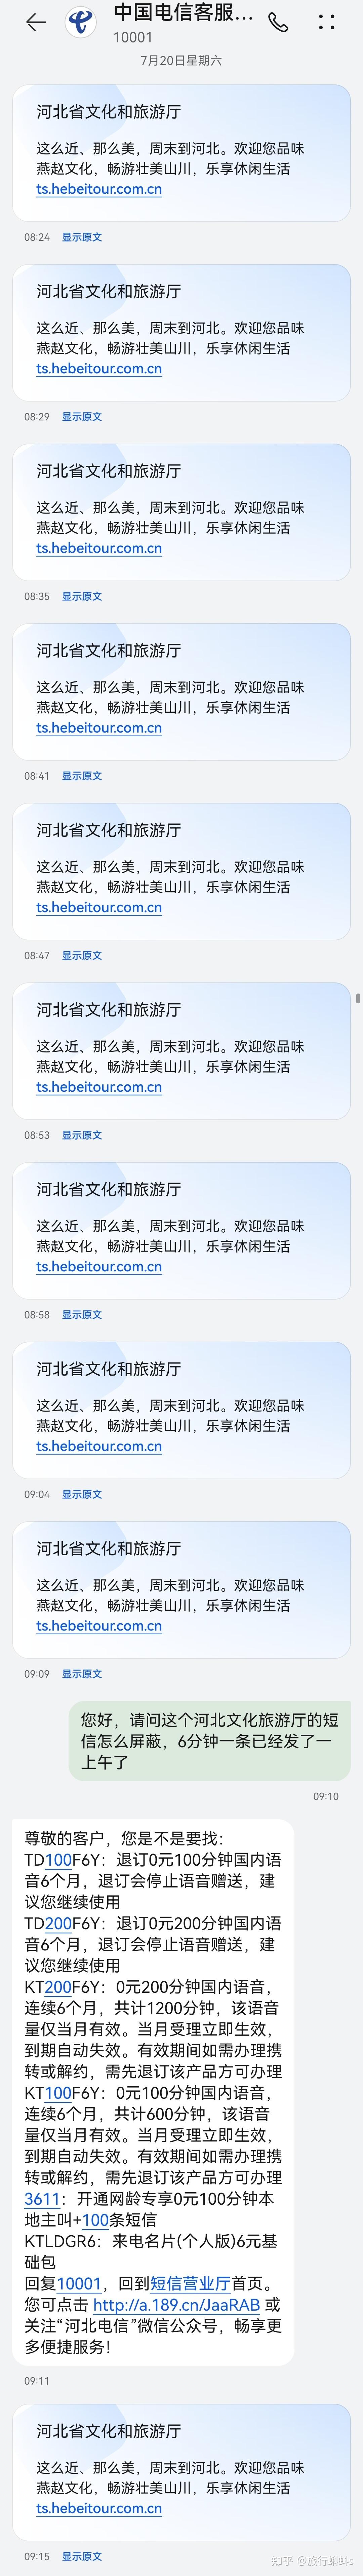 中国电信客服...
10001
7月20日星期六
河北省文化和旅游厅
这么近、那么美，周末到河北。欢迎您品味
燕赵文化，畅游壮美山川，乐享休闲生活
ts.hebeitour.com.cn
08:24 显示原文
河北省文化和旅游厅
这么近、那么美，周末到河北。欢迎您品味
燕赵文化，畅游壮美山川，乐享休闲生活
ts.hebeitour.com.cn
08:29 显示原文
河北省文化和旅游厅
这么近、那么美，周末到河北。欢迎您品味
燕赵文化，畅游壮美山川，乐享休闲生活
ts.hebeitour.com.cn
08:35 显示原文
河北省文化和旅游厅
这么近、那么美，周末到河北。欢迎您品味
燕赵文化，畅游壮美山川，乐享休闲生活
ts.hebeitour.com.cn
08:41 显示原文
河北省文化和旅游厅
这么近、那么美，周末到河北。欢迎您品味
燕赵文化，畅游壮美山川，乐享休闲生活
ts.hebeitour.com.cn
08:47 显示原文
河北省文化和旅游厅
这么近、那么美，周末到河北。欢迎您品味
燕赵文化，畅游壮美山川，乐享休闲生活
ts.hebeitour.com.cn
08:53 显示原文
河北省文化和旅游厅
这么近、那么美，周末到河北。欢迎您品味
燕赵文化，畅游壮美山川，乐享休闲生活
ts.hebeitour.com.cn
08:58 显示原文
河北省文化和旅游厅
这么近、那么美，周末到河北。欢迎您品味
燕赵文化，畅游壮美山川，乐享休闲生活
ts.hebeitour.com.cn
09:04 显示原文
河北省文化和旅游厅
这么近、那么美，周末到河北。欢迎您品味
燕赵文化，畅游壮美山川，乐享休闲生活
ts.hebeitour.com.cn
09:09 显示原文
您好，请问这个河北文化旅游厅的短
信怎么屏蔽，6分钟一条已经发了一
上午了
09:10
尊敬的客户，您是不是要找：
TD100F6Y：退订0元100分钟国内语
音6个月，退订会停止语音赠送，建
议您继续使用
TD200F6Y：退订0元200分钟国内语
音6个月，退订会停止语音赠送，建
议您继续使用
KT200F6Y：0元200分钟国内语音，
连续6个月，共计1200分钟，该语音
量仅当月有效。当月受理立即生效，
到期自动失效。有效期间如需办理携
转或解约，需先退订该产品方可办理
KT100F6Y：0元100分钟国内语音，
连续6个月，共计600分钟，该语音
量仅当月有效。当月受理立即生效，
到期自动失效。有效期间如需办理携
转或解约，需先退订该产品方可办理
3611：开通网龄专享0元100分钟本
地主叫+100条短信
KTLDGR6：来电名片(个人版)6元基
础包
回复10001，回到短信营业厅首页。
您可点击 http://a.189.cn/JaaRAB 或
关注“河北电信”微信公众号，畅享更
多便捷服务！
09:11
河北省文化和旅游厅
这么近、那么美，周末到河北。欢迎您品味
燕赵文化，畅游壮美山川，乐享休闲生活
ts.hebeitour.com.cn
09:15 显示原文
知乎 @旅行蝌蚪s